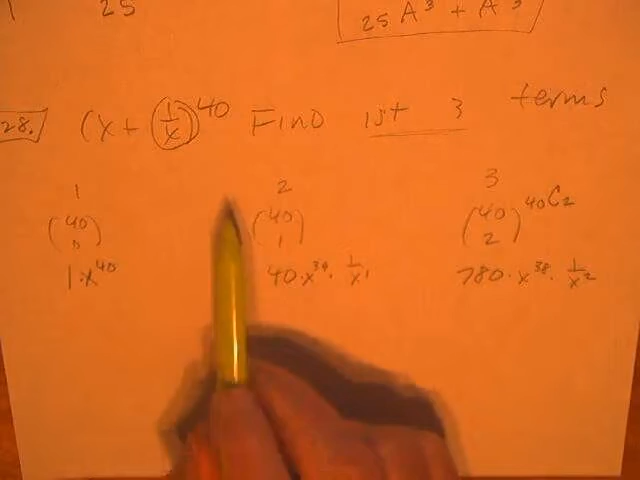 1 25 25 A³ + A³
28. (x + 1/x)⁴⁰ Find 1st 3 terms
1 2 3
(40 0) (40 1) (40 2) 40C2
1·x⁴⁰ 40·x³⁹· 1/x¹ 780·x³⁸· 1/x²